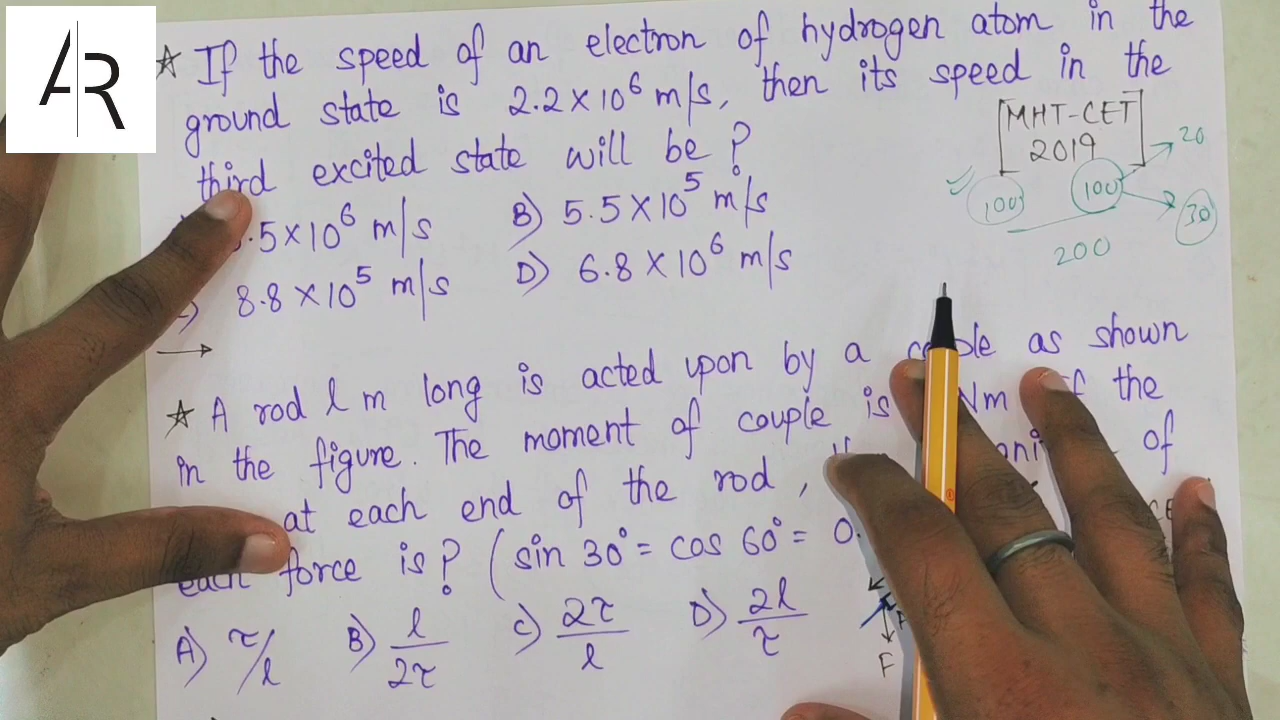 AR
☆ If the speed of an electron of hydrogen atom in the
ground state is 2.2×10⁶ m/s, then its speed in the
third excited state will be?
[MHT-CET
2019]
.5×10⁶ m/s B) 5.5×10⁵ m/s
8.8×10⁵ m/s D) 6.8×10⁶ m/s
100 100 20
30
200
→
☆ A rod l m long is acted upon by a as shown
in the figure. The moment of couple is Nm the
at each end of the rod, of
each force is? (sin 30° = cos 60° = 0.
A) τ/l B) l/2τ C) 2τ/l D) 2l/τ
F